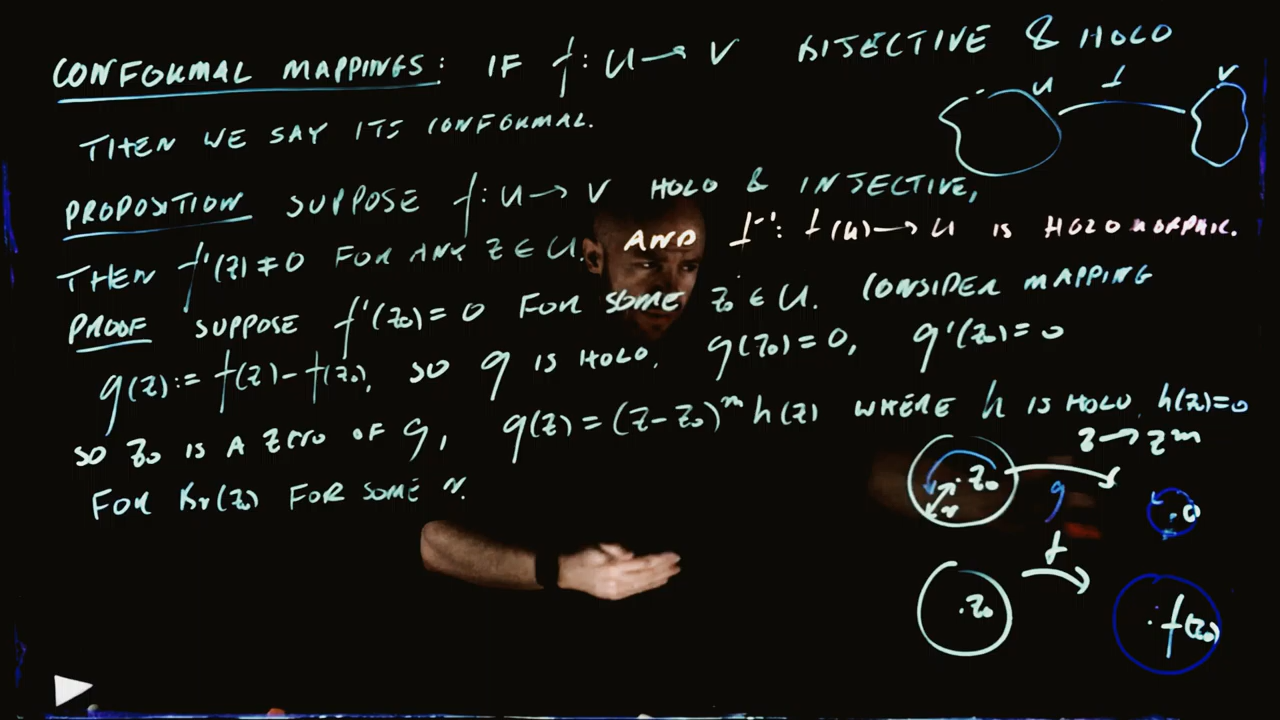 CONFORMAL MAPPINGS: IF f: U → V BIJECTIVE & HOLO
THEN WE SAY ITS CONFORMAL.
U f V
PROPOSITION SUPPOSE f: U → V HOLO & INJECTIVE,
THEN f'(z) ≠ 0 FOR ANY z ∈ U. AND f⁻¹: f(U) → U IS HOLOMORPHIC.
PROOF SUPPOSE f'(z₀) = 0 FOR SOME z₀ ∈ U. CONSIDER MAPPING
g(z) := f(z) - f(z₀), SO g IS HOLO, g(z₀) = 0, g'(z₀) = 0
SO z₀ IS A ZERO OF g, g(z) = (z - z₀)ᵐ h(z) WHERE h IS HOLO, h(z) = 0
FOR Br(z₀) FOR SOME r.
z → zᵐ
z₀ r g 0
f
z₀ f(z₀)